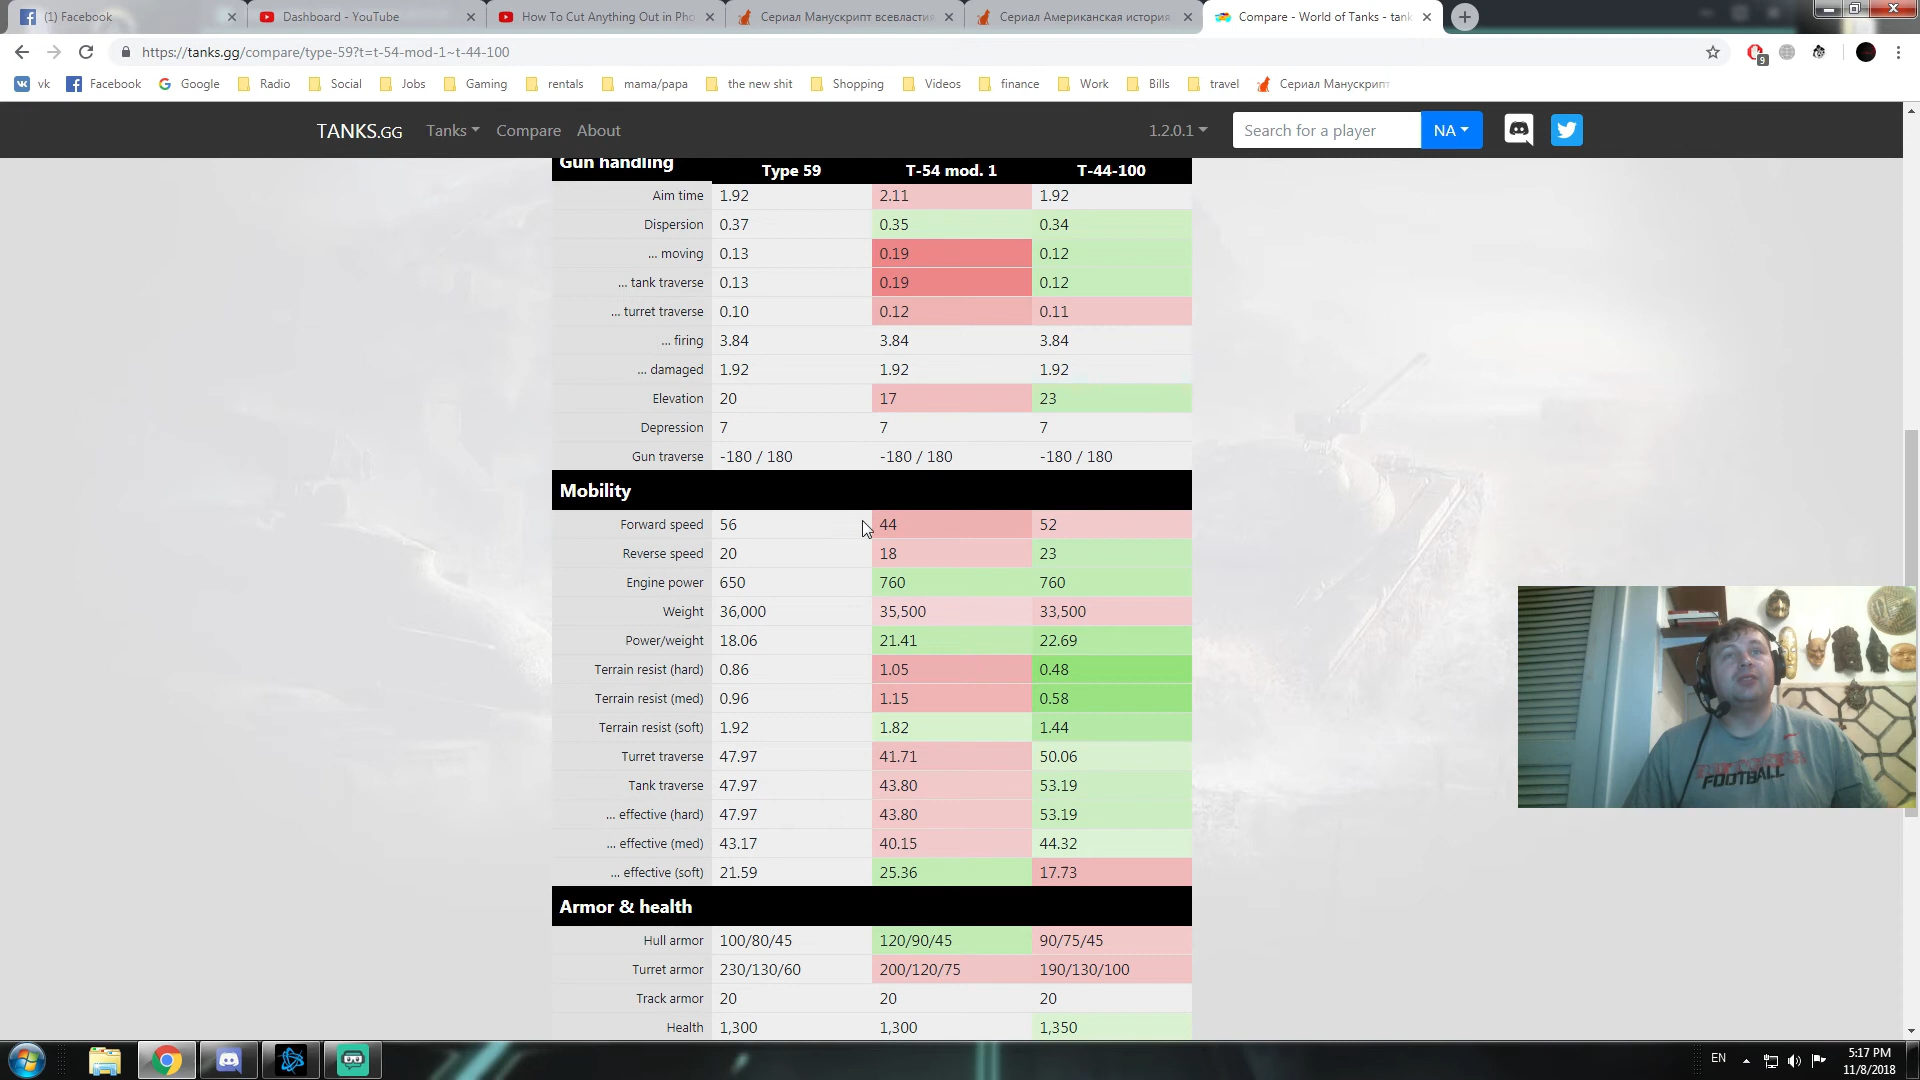 (1) Facebook
Dashboard - YouTube
How To Cut Anything Out in Pho
Сериал Манускрипт всевластия
Сериал Американская история
Compare - World of Tanks - tank
https://tanks.gg/compare/type-59?t=t-54-mod-1~t-44-100
9
vk Facebook Google Radio Social Jobs Gaming rentals mama/papa the new shit Shopping Videos finance Work Bills travel Сериал Манускрипт
TANKS.GG Tanks Compare About 1.2.0.1 Search for a player NA
Gun handling Type 59 T-54 mod. 1 T-44-100
Aim time 1.92 2.11 1.92
Dispersion 0.37 0.35 0.34
... moving 0.13 0.19 0.12
... tank traverse 0.13 0.19 0.12
... turret traverse 0.10 0.12 0.11
... firing 3.84 3.84 3.84
... damaged 1.92 1.92 1.92
Elevation 20 17 23
Depression 7 7 7
Gun traverse -180 / 180 -180 / 180 -180 / 180
Mobility
Forward speed 56 44 52
Reverse speed 20 18 23
Engine power 650 760 760
Weight 36,000 35,500 33,500
Power/weight 18.06 21.41 22.69
Terrain resist (hard) 0.86 1.05 0.48
Terrain resist (med) 0.96 1.15 0.58
Terrain resist (soft) 1.92 1.82 1.44
Turret traverse 47.97 41.71 50.06
Tank traverse 47.97 43.80 53.19
... effective (hard) 47.97 43.80 53.19
... effective (med) 43.17 40.15 44.32
... effective (soft) 21.59 25.36 17.73
Armor & health
Hull armor 100/80/45 120/90/45 90/75/45
Turret armor 230/130/60 200/120/75 190/130/100
Track armor 20 20 20
Health 1,300 1,300 1,350
FOOTBALL
EN
5:17 PM
11/8/2018